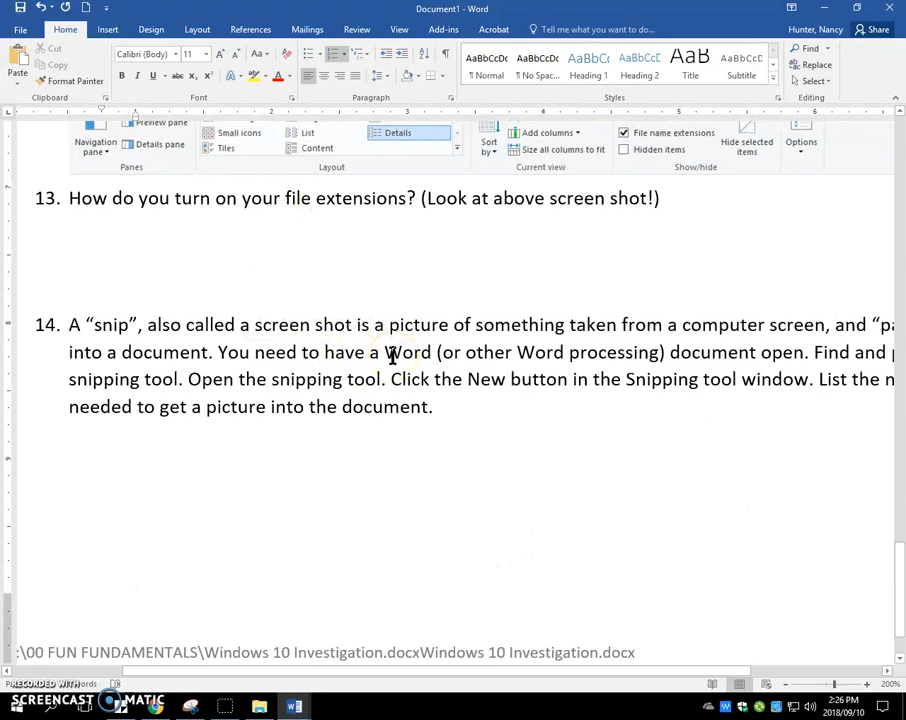 Document1 - Word
Hunter, Nancy
File Home Insert Design Layout References Mailings Review View Add-ins Acrobat Tell me what you want to do... Share
Cut
Copy
Format Painter
Paste
Clipboard
Calibri (Body) 11
Font
Paragraph
AaBbCcDc AaBbCcDc AaBbCc AaBbCcD AaB AaBbCcD
¶ Normal ¶ No Spac... Heading 1 Heading 2 Title Subtitle
Styles
Find
Replace
Select
Editing
2 3 4 5 6
Preview pane
Navigation pane
Details pane
Panes
Small icons List Details
Tiles Content
Layout
Sort by
Add columns
Size all columns to fit
Current view
File name extensions
Hidden items
Hide selected items
Show/hide
Options
13. How do you turn on your file extensions? (Look at above screen shot!)
14. A “snip”, also called a screen shot is a picture of something taken from a computer screen, and “pa
into a document. You need to have a Word (or other Word processing) document open. Find and p
snipping tool. Open the snipping tool. Click the New button in the Snipping tool window. List the n
needed to get a picture into the document.
:\00 FUN FUNDAMENTALS\Windows 10 Investigation.docxWindows 10 Investigation.docx
RECORDED WITH
SCREENCAST MATIC
words
200%
2:26 PM
2018/09/10